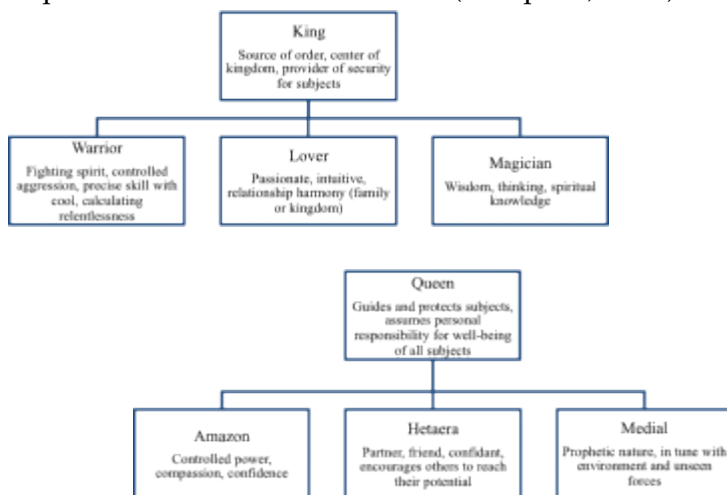 King
Source of order, center of
kingdom, provider of security
for subjects
Warrior
Fighting spirit, controlled
aggression, precise skill with
cool, calculating
relentlessness
Lover
Passionate, intuitive,
relationship harmony (family
or kingdom)
Magician
Wisdom, thinking, spiritual
knowledge
Queen
Guides and protects subjects,
assumes personal
responsibility for well-being
of all subjects
Amazon
Controlled power,
compassion, confidence
Hetaera
Partner, friend, confidant,
encourages others to reach
their potential
Medial
Prophetic nature, in tune with
environment and unseen
forces